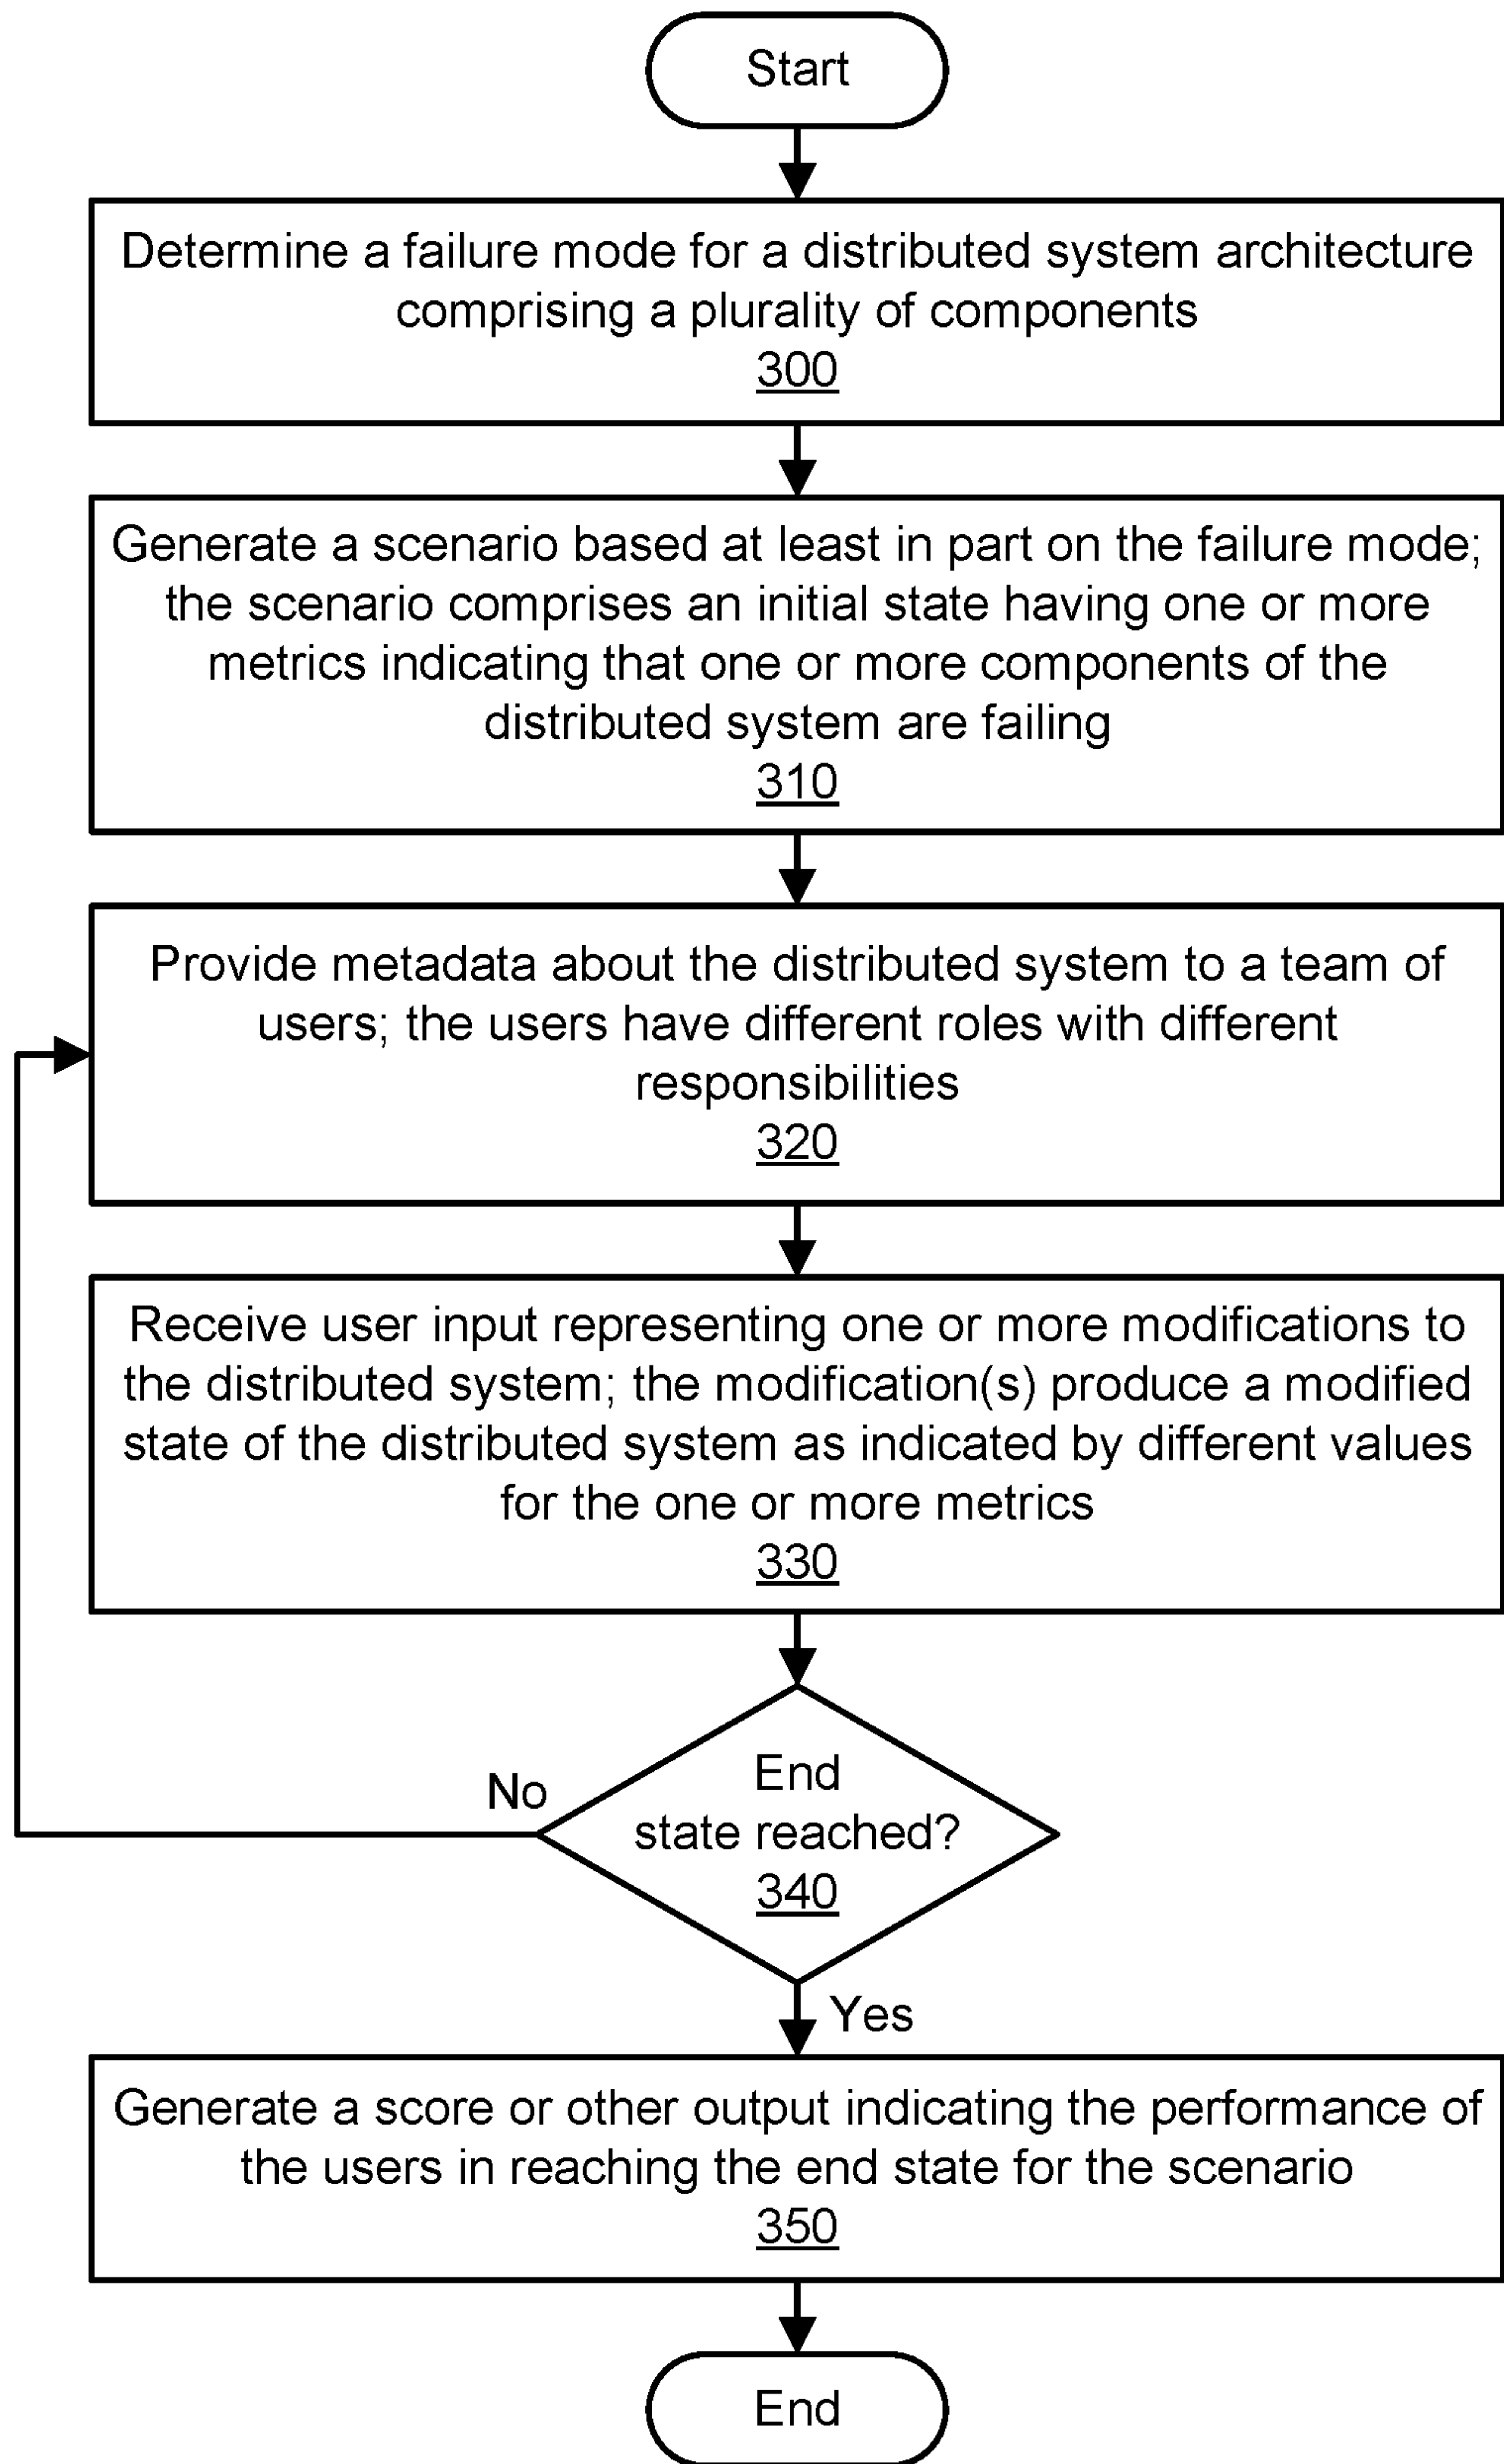 Start
Determine a failure mode for a distributed system architecture
comprising a plurality of components
300
Generate a scenario based at least in part on the failure mode;
the scenario comprises an initial state having one or more
metrics indicating that one or more components of the
distributed system are failing
310
Provide metadata about the distributed system to a team of
users; the users have different roles with different
responsibilities
320
Receive user input representing one or more modifications to
the distributed system; the modification(s) produce a modified
state of the distributed system as indicated by different values
for the one or more metrics
330
No
End
state reached?
340
Yes
Generate a score or other output indicating the performance of
the users in reaching the end state for the scenario
350
End